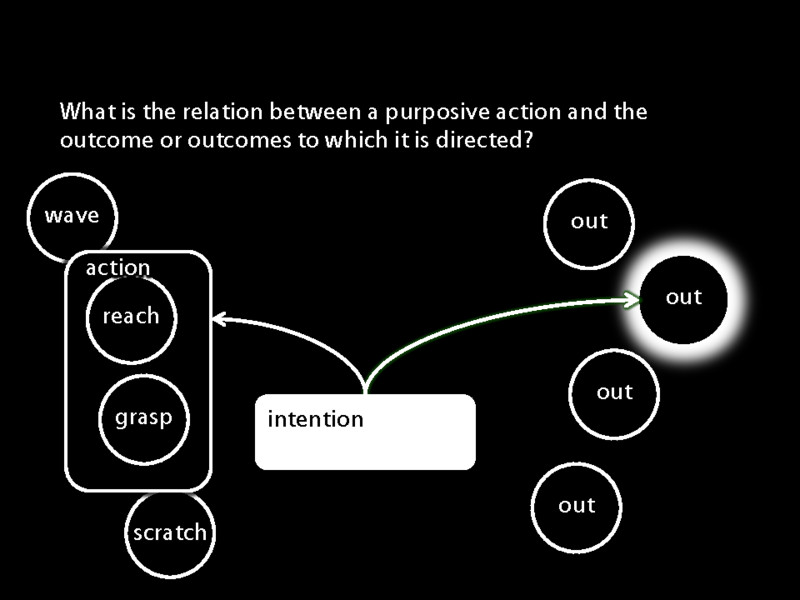 What is the relation between a purposive action and the
outcome or outcomes to which it is directed?
wave
out
action
out
reach
out
grasp
intention
out
scratch